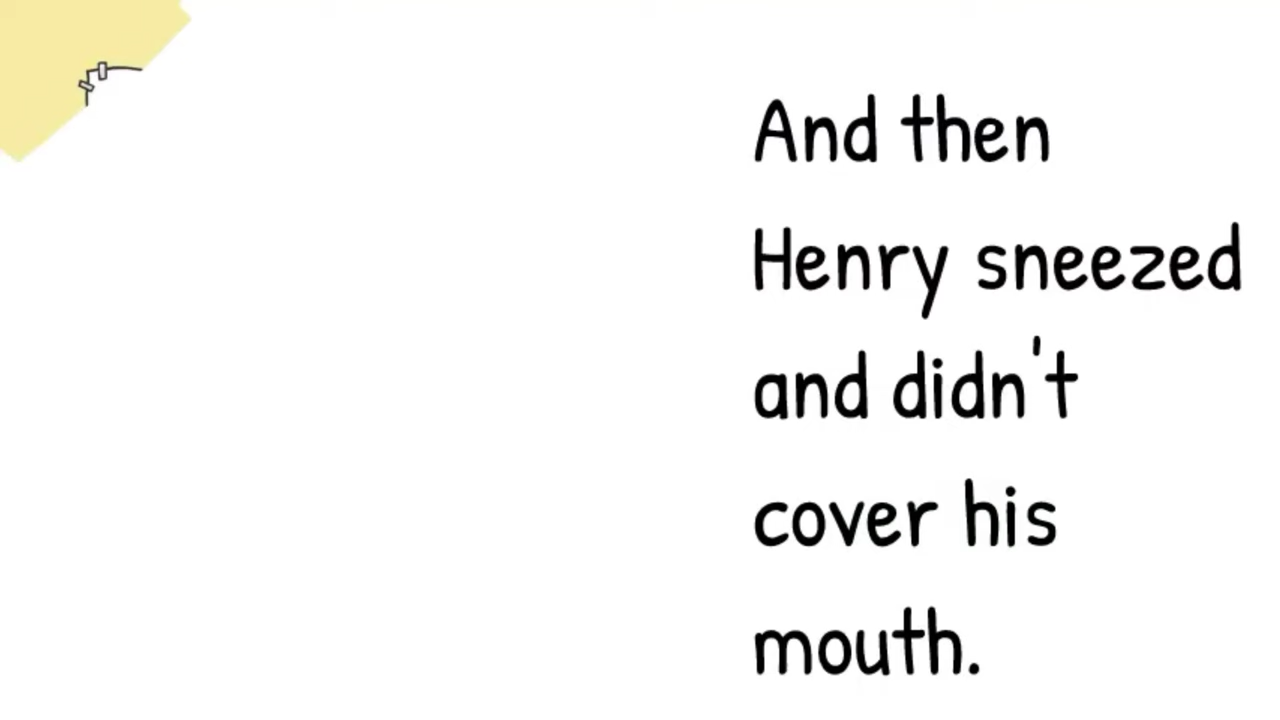 And then
Henry sneezed
and didn't
cover his
mouth.